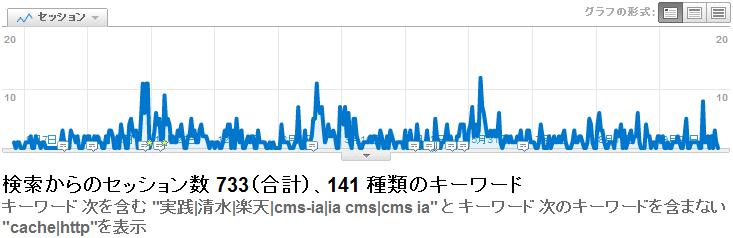 セッション
グラフの形式:
20
20
10
10
検索からのセッション数 733(合計)、141 種類のキーワード
キーワード 次を含む "実践|清水|楽天|cms-ia|ia cms|cms ia"と キーワード 次のキーワードを含まない
"cache|http"を表示